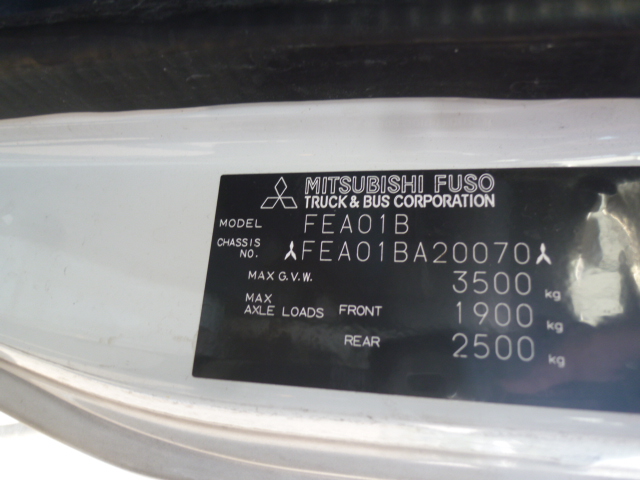 MITSUBISHI FUSO
TRUCK & BUS CORPORATION
MODEL FEA01B
CHASSIS NO. FEA01BA20070
MAX G.V.W. 3500 kg
MAX AXLE LOADS FRONT 1900 kg
REAR 2500 kg